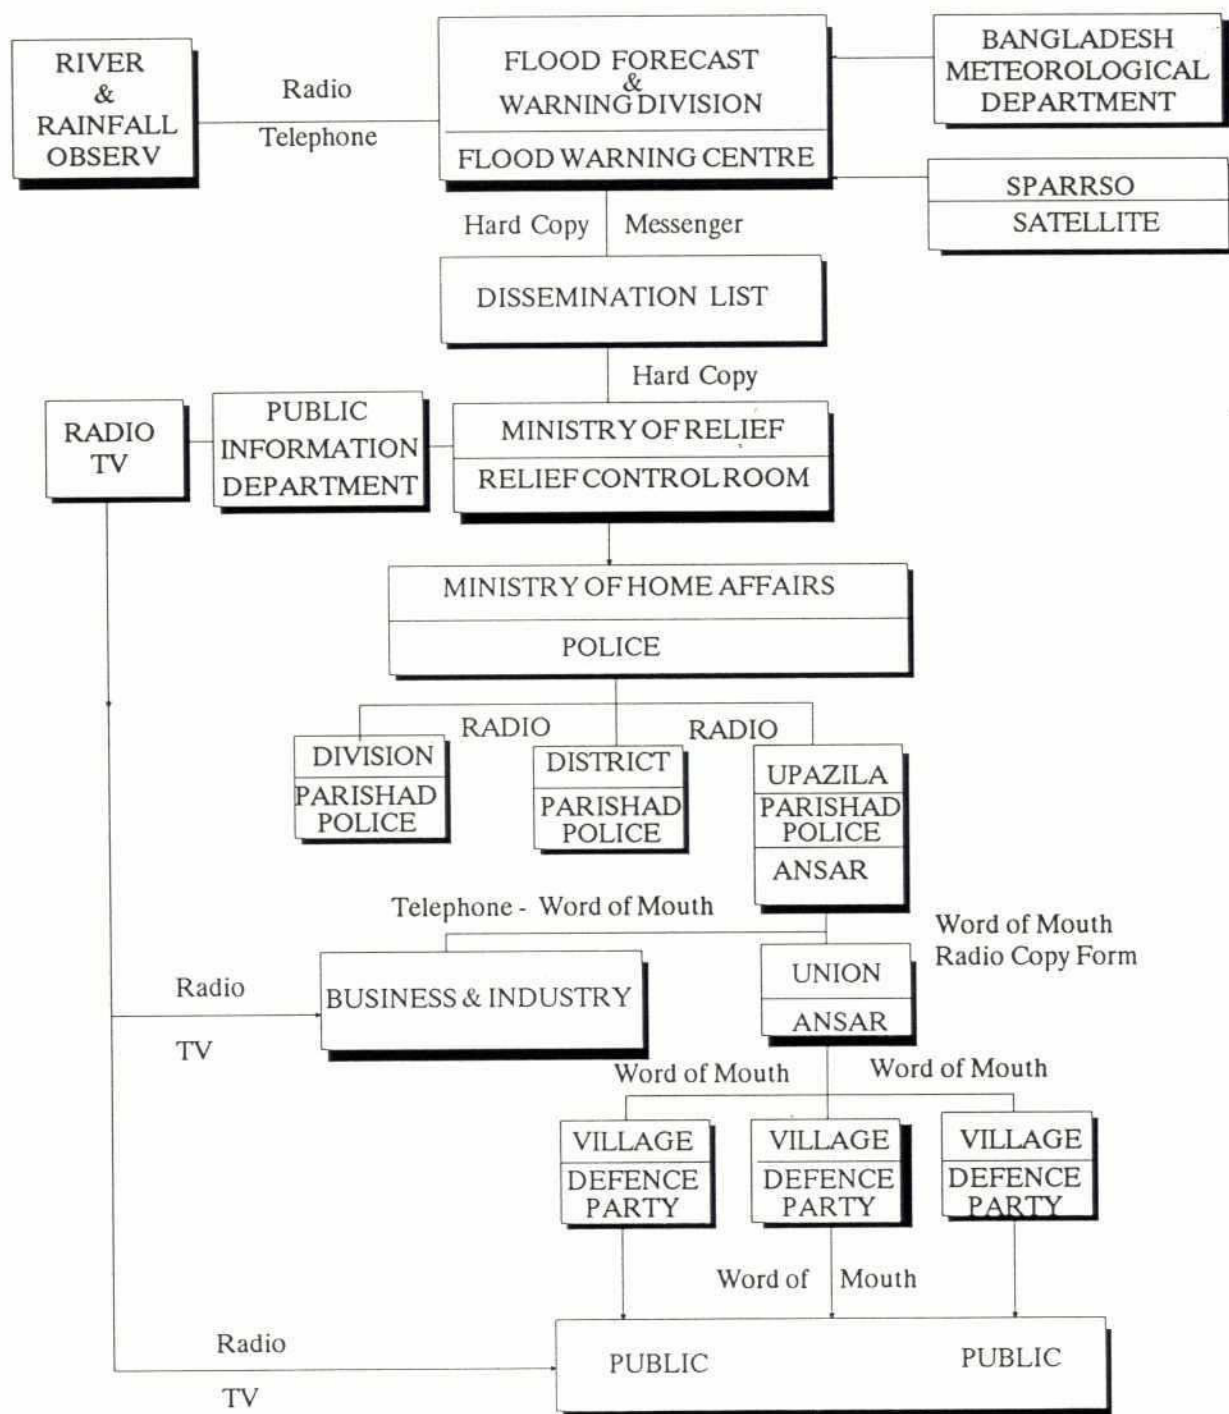 RIVER
&
RAINFALL
OBSERV
Radio
Telephone
FLOOD FORECAST
&
WARNING DIVISION
FLOOD WARNING CENTRE
BANGLADESH
METEOROLOGICAL
DEPARTMENT
SPARRSO
SATELLITE
Hard Copy
Messenger
DISSEMINATION LIST
Hard Copy
RADIO
TV
PUBLIC
INFORMATION
DEPARTMENT
MINISTRY OF RELIEF
RELIEF CONTROL ROOM
MINISTRY OF HOME AFFAIRS
POLICE
RADIO
RADIO
DIVISION
PARISHAD
POLICE
DISTRICT
PARISHAD
POLICE
UPAZILA
PARISHAD
POLICE
ANSAR
Telephone - Word of Mouth
Word of Mouth
Radio Copy Form
Radio
TV
BUSINESS & INDUSTRY
UNION
ANSAR
Word of Mouth
Word of Mouth
VILLAGE
DEFENCE
PARTY
VILLAGE
DEFENCE
PARTY
VILLAGE
DEFENCE
PARTY
Word of Mouth
Radio
TV
PUBLIC
PUBLIC